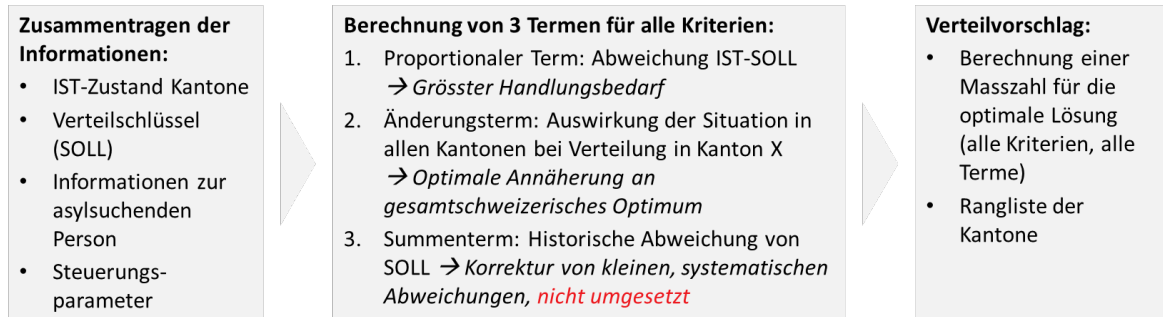 Zusammentragen der
Informationen:
• IST-Zustand Kantone
• Verteilschlüssel
(SOLL)
• Informationen zur
asylsuchenden
Person
• Steuerungs-
parameter
Berechnung von 3 Termen für alle Kriterien:
1. Proportionaler Term: Abweichung IST-SOLL
→ Grösster Handlungsbedarf
2. Änderungsterm: Auswirkung der Situation in
allen Kantonen bei Verteilung in Kanton X
→ Optimale Annäherung an
gesamtschweizerisches Optimum
3. Summenterm: Historische Abweichung von
SOLL → Korrektur von kleinen, systematischen
Abweichungen, nicht umgesetzt
Verteilvorschlag:
• Berechnung einer
Masszahl für die
optimale Lösung
(alle Kriterien, alle
Terme)
• Rangliste der
Kantone